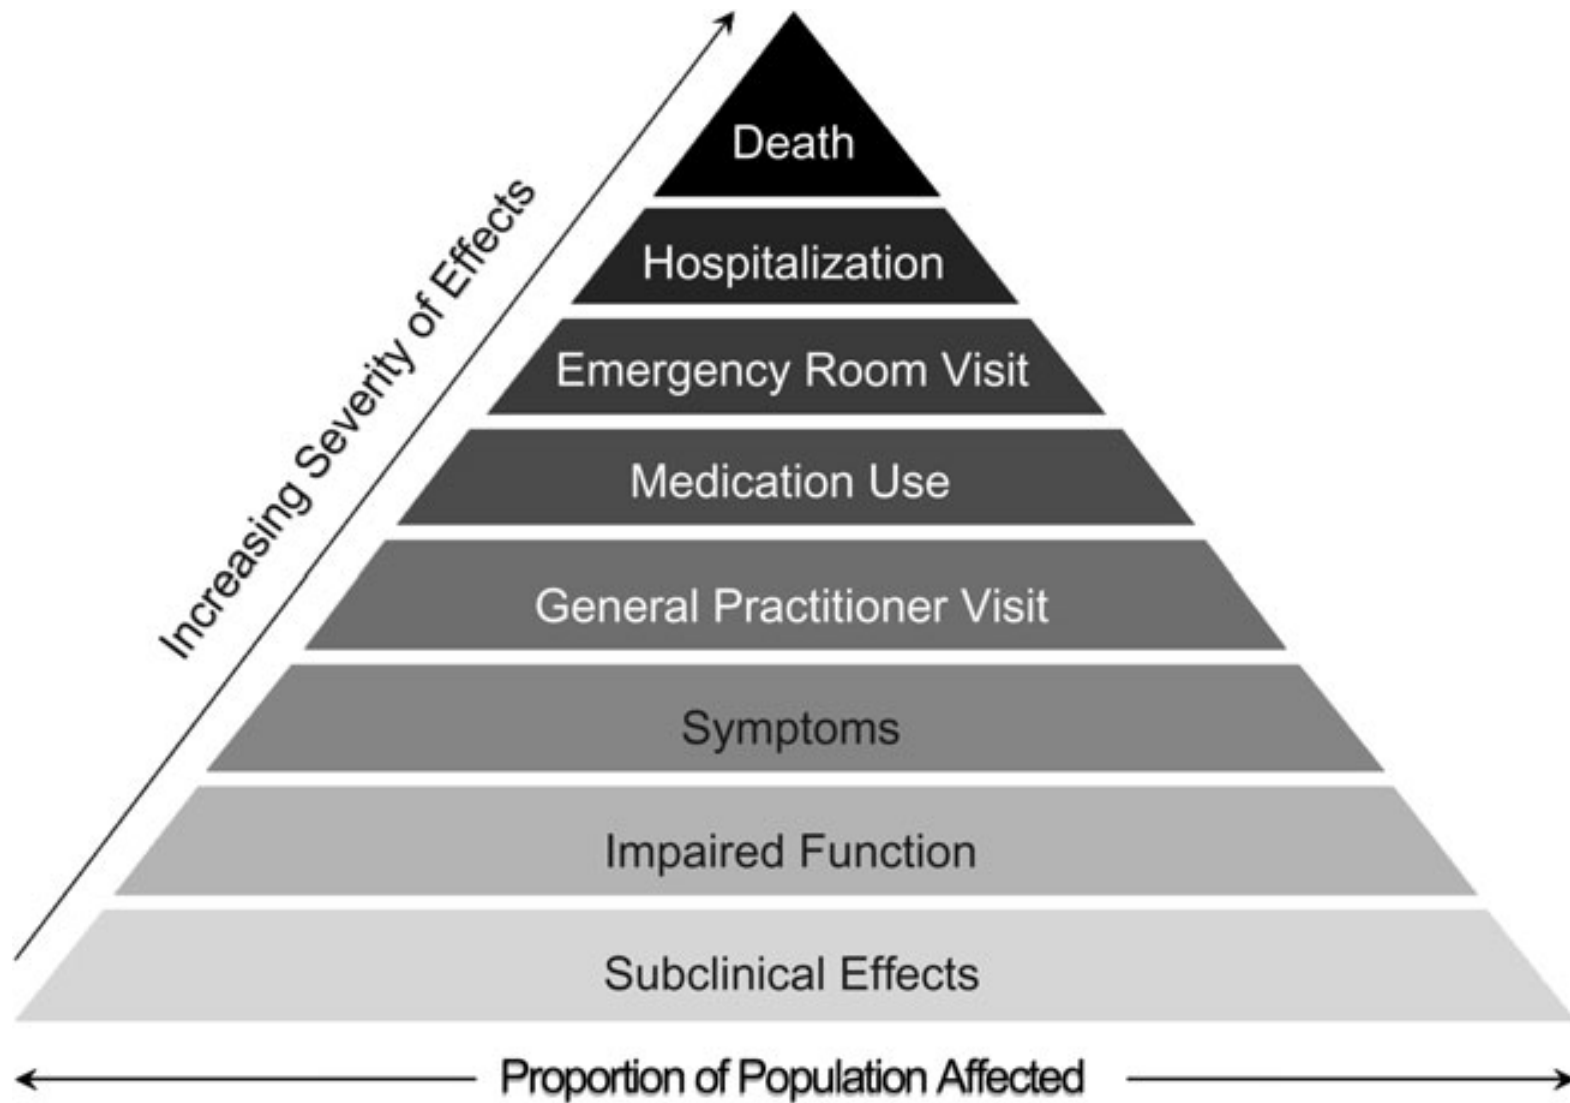 Death
Hospitalization
Emergency Room Visit
Medication Use
General Practitioner Visit
Symptoms
Impaired Function
Subclinical Effects
Increasing Severity of Effects
Proportion of Population Affected